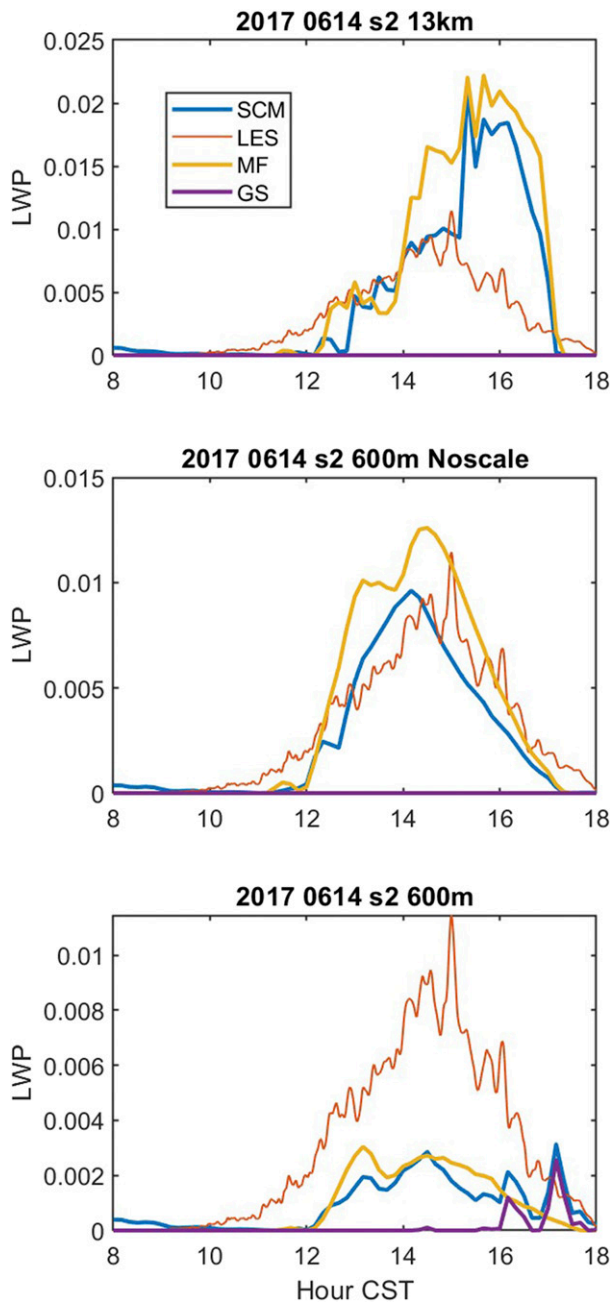 2017 0614 s2 13km
0.025
0.02
0.015
0.01
0.005
0
LWP
SCM
LES
MF
GS
8 10 12 14 16 18
2017 0614 s2 600m Noscale
0.015
0.01
0.005
0
LWP
8 10 12 14 16 18
2017 0614 s2 600m
0.01
0.008
0.006
0.004
0.002
0
LWP
8 10 12 14 16 18
Hour CST